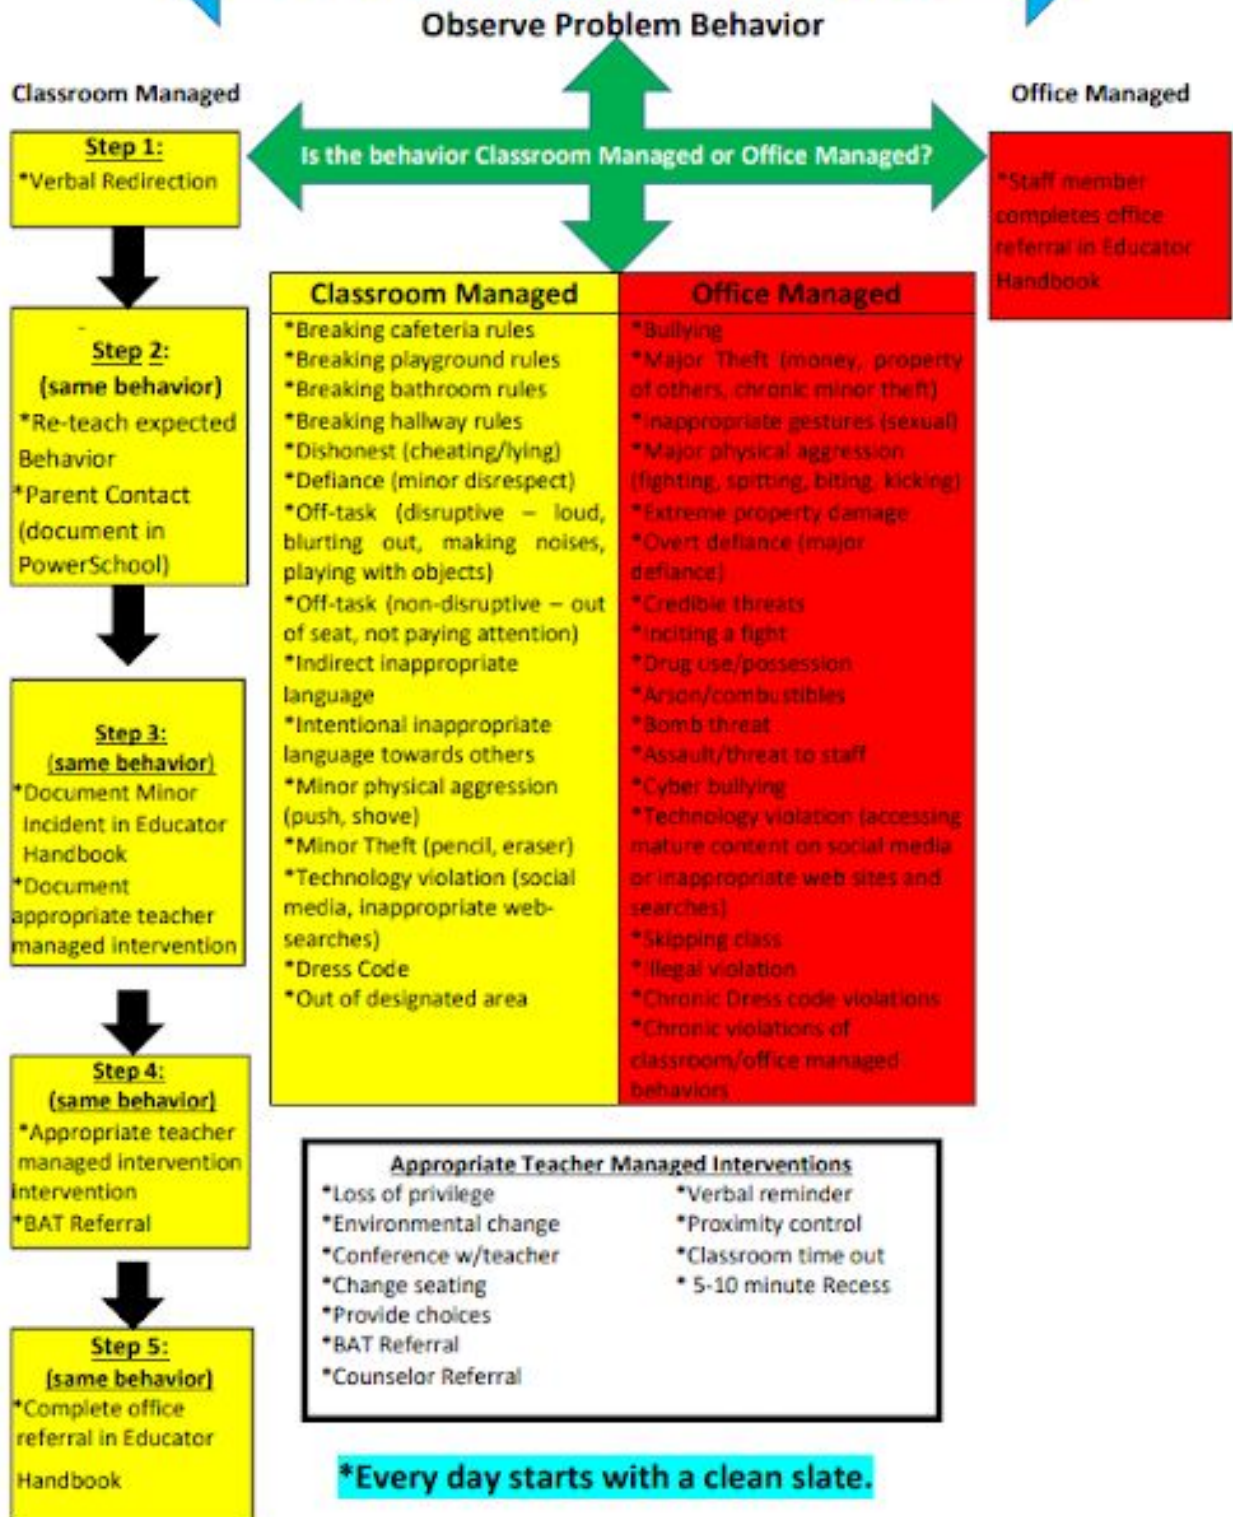 Observe Problem Behavior
Classroom Managed
Office Managed
Is the behavior Classroom Managed or Office Managed?
Step 1:
*Verbal Redirection
Step 2:
(same behavior)
*Re-teach expected
Behavior
*Parent Contact
(document in
PowerSchool)
Step 3:
(same behavior)
*Document Minor
Incident in Educator
Handbook
*Document
appropriate teacher
managed intervention
Step 4:
(same behavior)
*Appropriate teacher
managed intervention
intervention
*BAT Referral
Step 5:
(same behavior)
*Complete office
referral in Educator
Handbook
*Staff member
completes office
referral in Educator
Handbook
Classroom Managed
*Breaking cafeteria rules
*Breaking playground rules
*Breaking bathroom rules
*Breaking hallway rules
*Dishonest (cheating/lying)
*Defiance (minor disrespect)
*Off-task (disruptive – loud,
blurting out, making noises,
playing with objects)
*Off-task (non-disruptive – out
of seat, not paying attention)
*Indirect inappropriate
language
*Intentional inappropriate
language towards others
*Minor physical aggression
(push, shove)
*Minor Theft (pencil, eraser)
*Technology violation (social
media, inappropriate web-
searches)
*Dress Code
*Out of designated area
Office Managed
*Bullying
*Major Theft (money, property
of others, chronic minor theft)
*Inappropriate gestures (sexual)
*Major physical aggression
(fighting, spitting, biting, kicking)
*Extreme property damage
*Overt defiance (major
defiance)
*Credible threats
*Inciting a fight
*Drug use/possession
*Arson/combustibles
*Bomb threat
*Assault/threat to staff
*Cyber bullying
*Technology violation (accessing
mature content on social media
or inappropriate web sites and
searches)
*Skipping class
*Illegal violation
*Chronic Dress code violations
*Chronic violations of
classroom/office managed
behaviors
Appropriate Teacher Managed Interventions
*Loss of privilege
*Environmental change
*Conference w/teacher
*Change seating
*Provide choices
*BAT Referral
*Counselor Referral
*Verbal reminder
*Proximity control
*Classroom time out
* 5-10 minute Recess
*Every day starts with a clean slate.